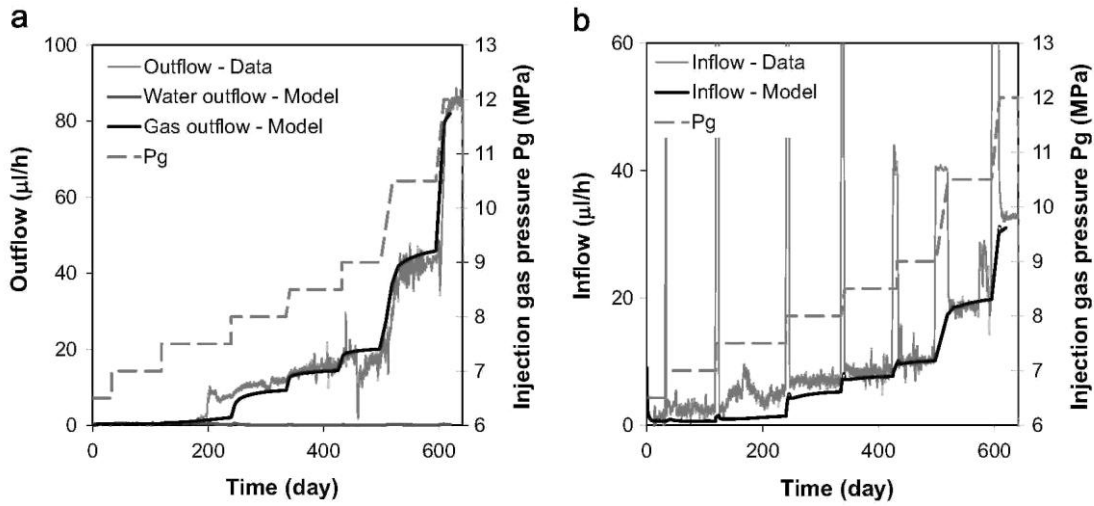 a
100
80
60
40
20
0
Outflow (µl/h)
Outflow - Data
Water outflow - Model
Gas outflow - Model
Pg
13
12
11
10
9
8
7
6
Injection gas pressure Pg (MPa)
0 200 400 600
Time (day)
b
60
40
20
0
Inflow (µl/h)
Inflow - Data
Inflow - Model
Pg
13
12
11
10
9
8
7
6
Injection gas pressure Pg (MPa)
0 200 400 600
Time (day)